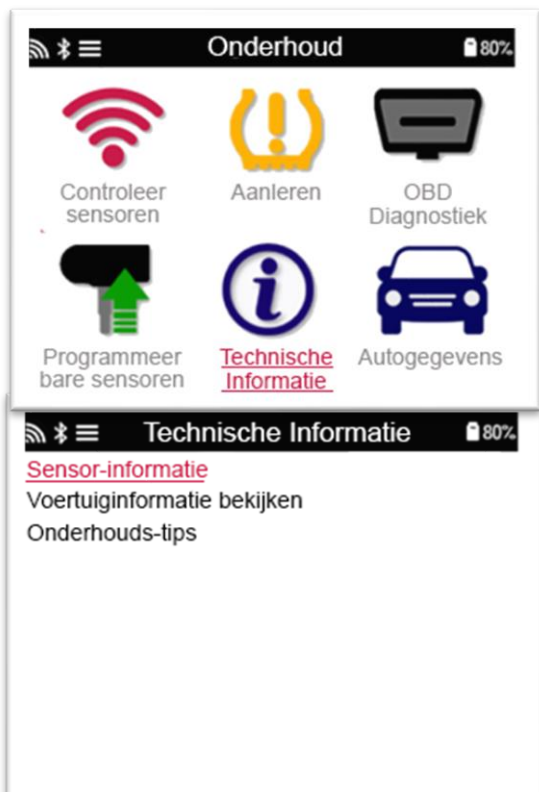 Onderhoud 80%
Controleer
sensoren
Aanleren
OBD
Diagnostiek
Programmeer
bare sensoren
Technische
Informatie
Autogegevens
Technische Informatie 80%
Sensor-informatie
Voertuiginformatie bekijken
Onderhouds-tips